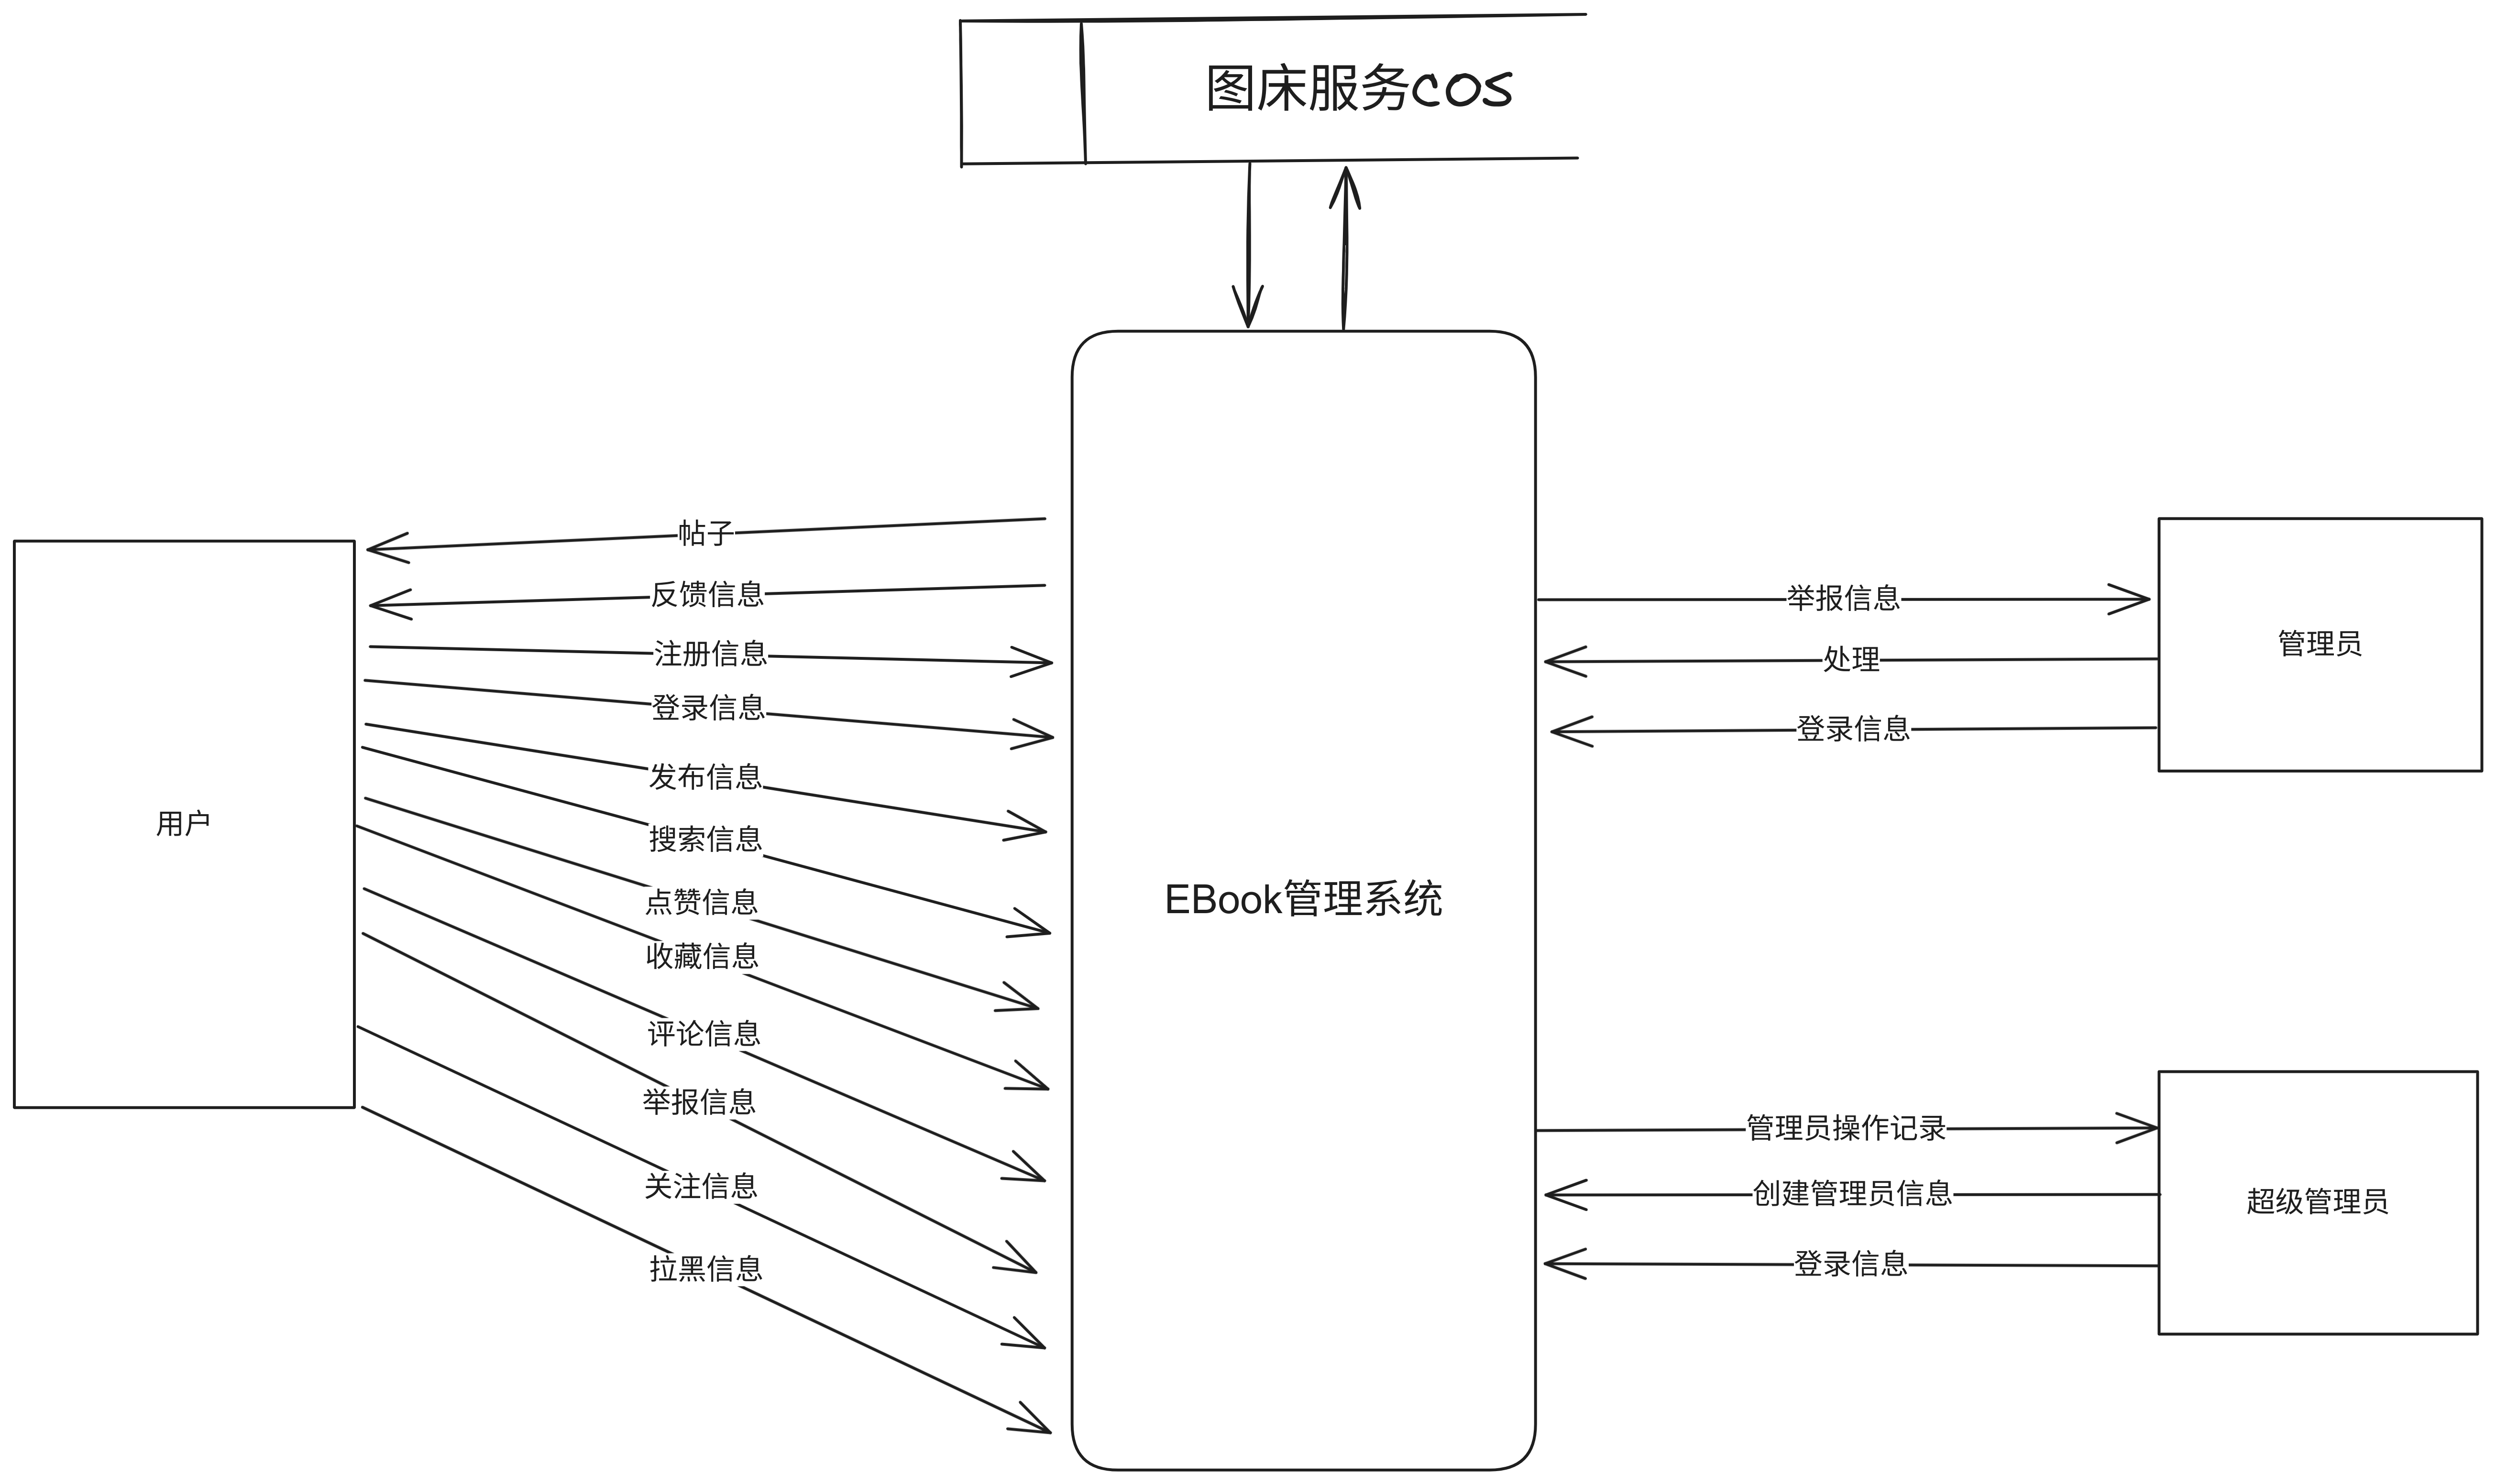 图床服务cos
帖子
反馈信息
注册信息
登录信息
发布信息
搜索信息
点赞信息
收藏信息
评论信息
举报信息
关注信息
拉黑信息
用户
EBook管理系统
举报信息
处理
登录信息
管理员
管理员操作记录
创建管理员信息
登录信息
超级管理员